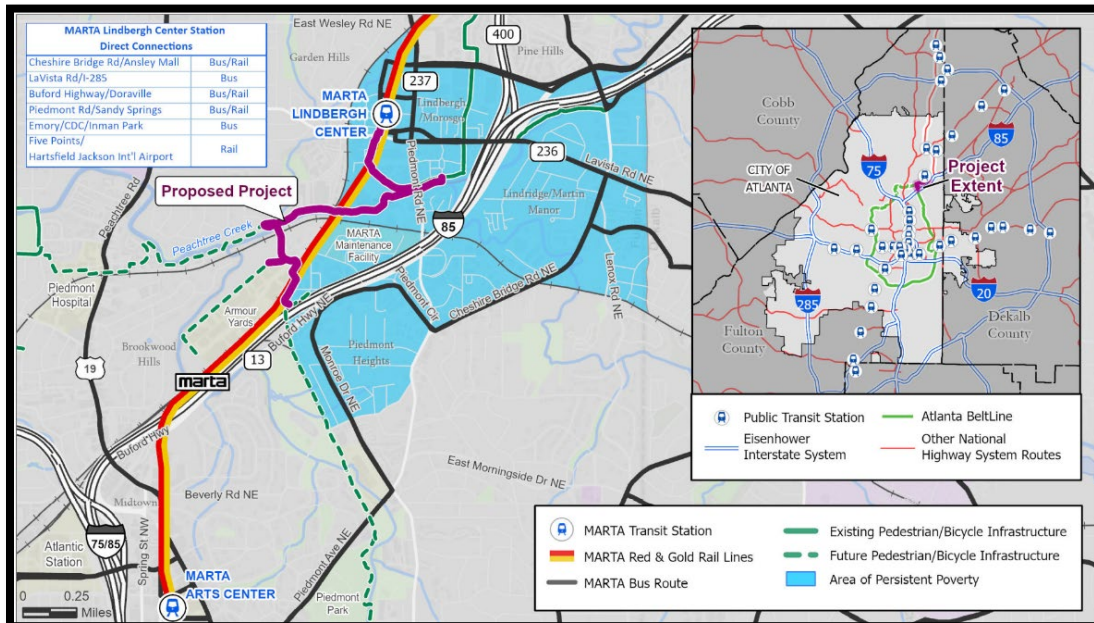 MARTA Lindbergh Center Station
Direct Connections
Cheshire Bridge Rd/Ansley Mall Bus/Rail
LaVista Rd/I-285 Bus
Buford Highway/Doraville Bus/Rail
Piedmont Rd/Sandy Springs Bus/Rail
Emory/CDC/Inman Park Bus
Five Points/
Hartsfield Jackson Int'l Airport Rail
East Wesley Rd NE
Garden Hills
400
Pine Hills
237
MARTA
LINDBERGH
CENTER
Lindbergh
/Morosgo
Piedmont Rd NE
236
Lavista Rd NE
Proposed Project
Peachtree Rd
Peachtree Creek
Lindridge/Martin
Manor
85
MARTA
Maintenance
Facility
Piedmont
Hospital
Armour
Yards
Buford Hwy NE
Piedmont Cir
Cheshire Bridge Rd NE
Lenox Rd NE
Brookwood
Hills
13
19
marta
Piedmont
Heights
Monroe Dr NE
Buford Hwy
East Morningside Dr NE
Midtown
Beverly Rd NE
Atlantic
Station
75/85
Spring St NW
MARTA
ARTS CENTER
Piedmont Ave NE
Piedmont
Park
0 0.25
Miles
Cobb
County
85
75
CITY OF
ATLANTA
Project
Extent
285
20
Fulton
County
Dekalb
County
Public Transit Station
Atlanta BeltLine
Eisenhower
Interstate System
Other National
Highway System Routes
MARTA Transit Station
MARTA Red & Gold Rail Lines
MARTA Bus Route
Existing Pedestrian/Bicycle Infrastructure
Future Pedestrian/Bicycle Infrastructure
Area of Persistent Poverty